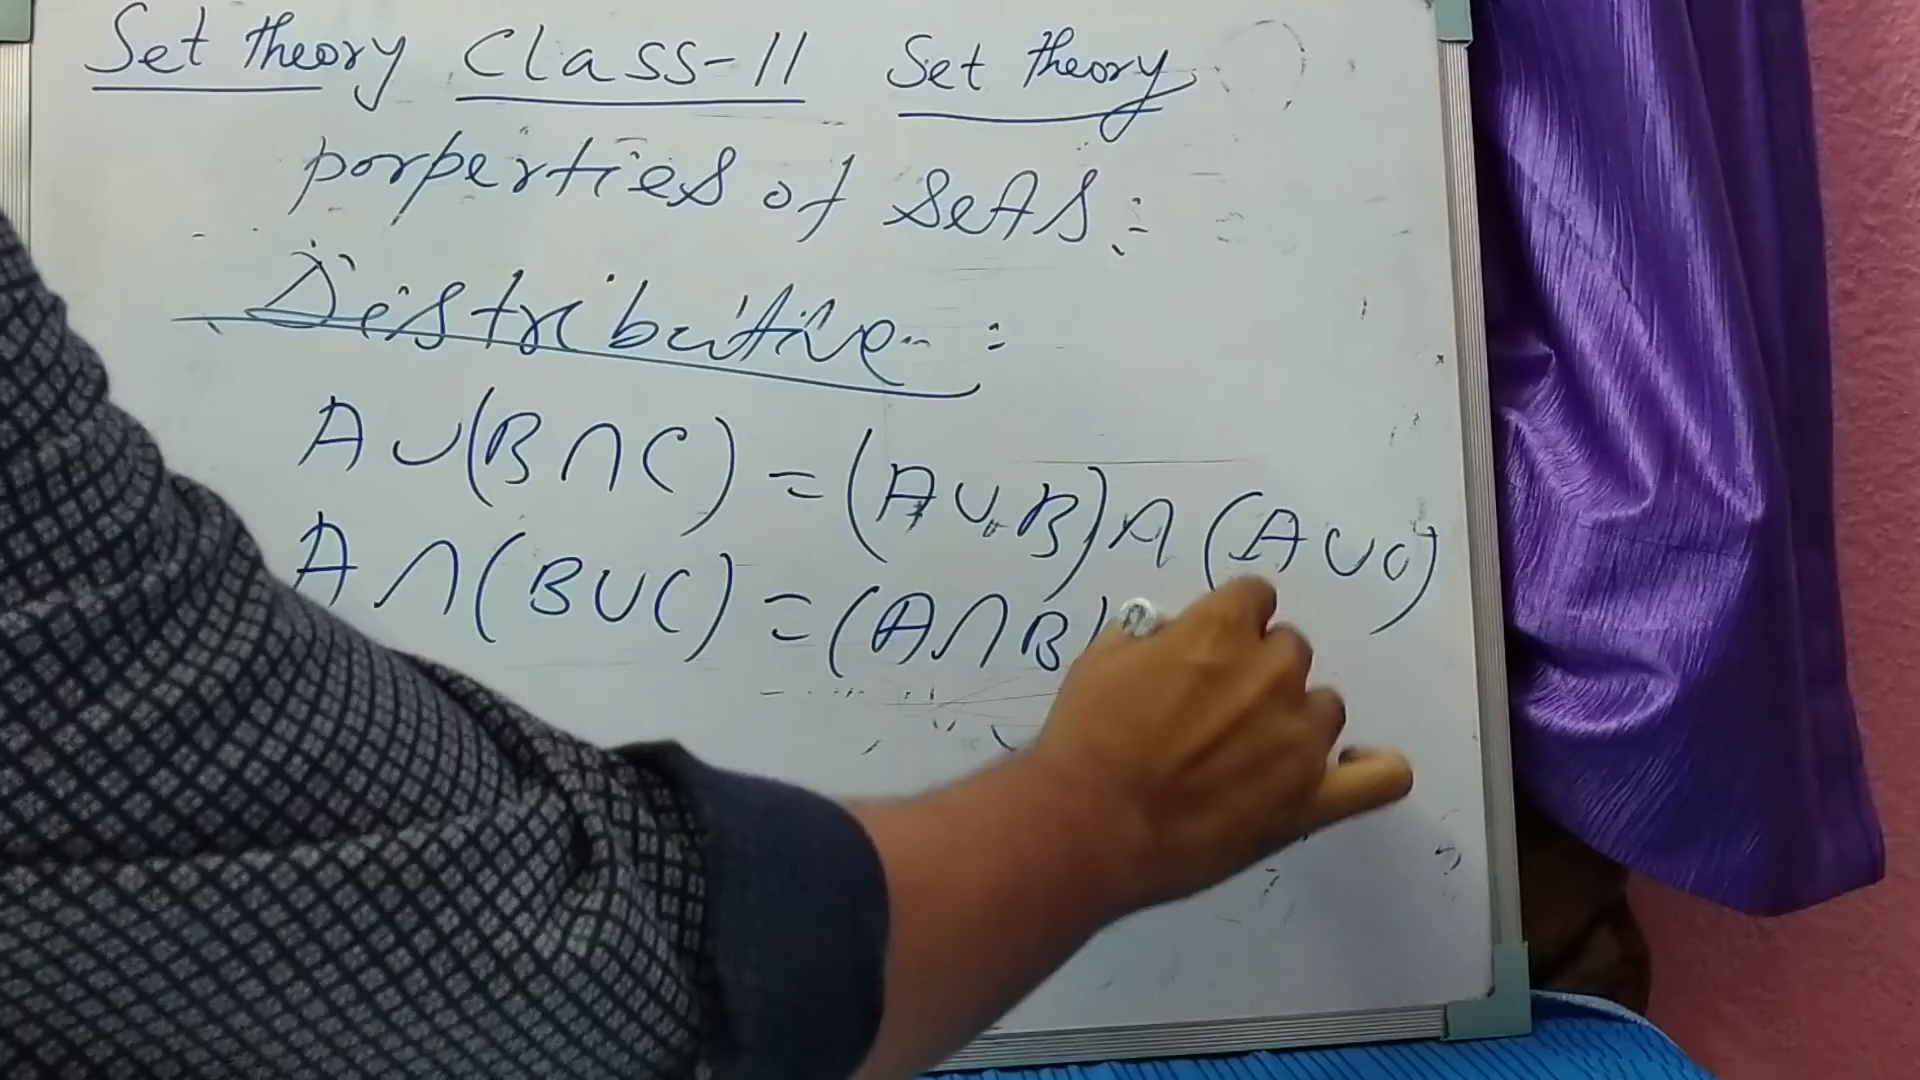 Set theory Class-11 Set theory
porperties of Sets:
Distributive :
A∪(B∩C) = (A∪B)∩(A∪C)
A∩(B∪C) = (A∩B)